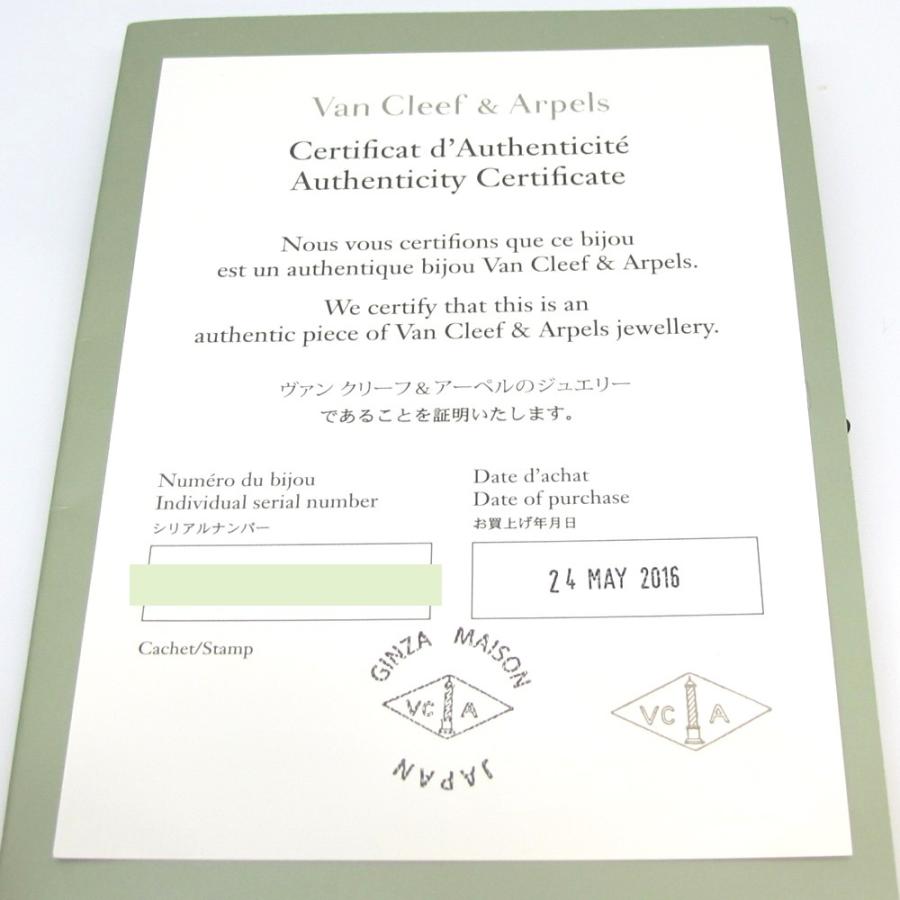 Van Cleef & Arpels
Certificat d'Authenticité
Authenticity Certificate
Nous vous certifions que ce bijou
est un authentique bijou Van Cleef & Arpels.
We certify that this is an
authentic piece of Van Cleef & Arpels jewellery.
ヴァン クリーフ&アーペルのジュエリー
であることを証明いたします。
Numéro du bijou
Individual serial number
シリアルナンバー
Date d'achat
Date of purchase
お買上げ年月日
24 MAY 2016
Cachet/Stamp
GINZA MAISON
VC A
JAPAN
VC A